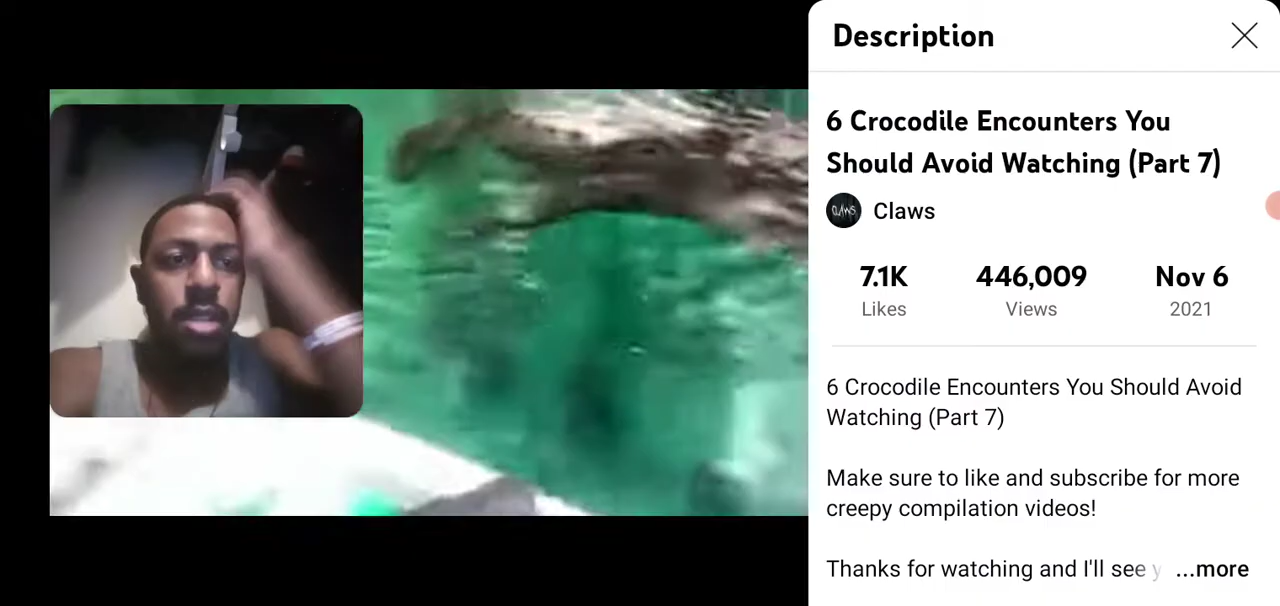 Description
6 Crocodile Encounters You
Should Avoid Watching (Part 7)
Claws
7.1K
446,009
Nov 6
Likes
Views
2021
6 Crocodile Encounters You Should Avoid
Watching (Part 7)
Make sure to like and subscribe for more
creepy compilation videos!
Thanks for watching and I'll see y ...more